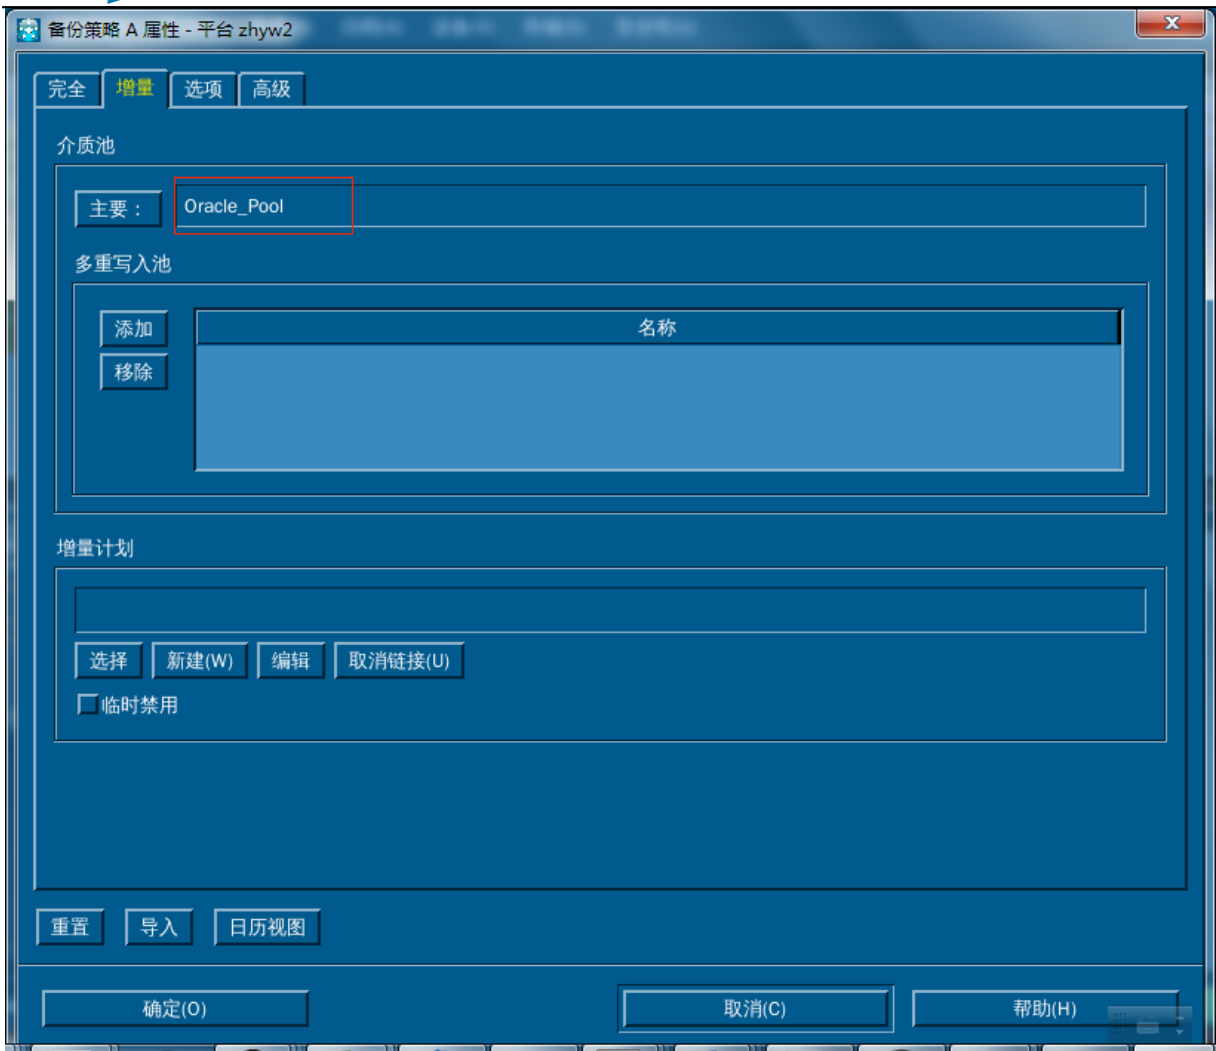 备份策略 A 属性 - 平台 zhyw2
完全 增量 选项 高级
介质池
主要： Oracle_Pool
多重写入池
添加 名称
移除
增量计划
选择 新建(W) 编辑 取消链接(U)
临时禁用
重置 导入 日历视图
确定(O) 取消(C) 帮助(H)